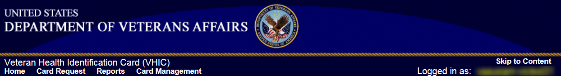 UNITED STATES
DEPARTMENT OF VETERANS AFFAIRS
Veteran Health Identification Card (VHIC)
Skip to Content
Home Card Request Reports Card Management
Logged in as: